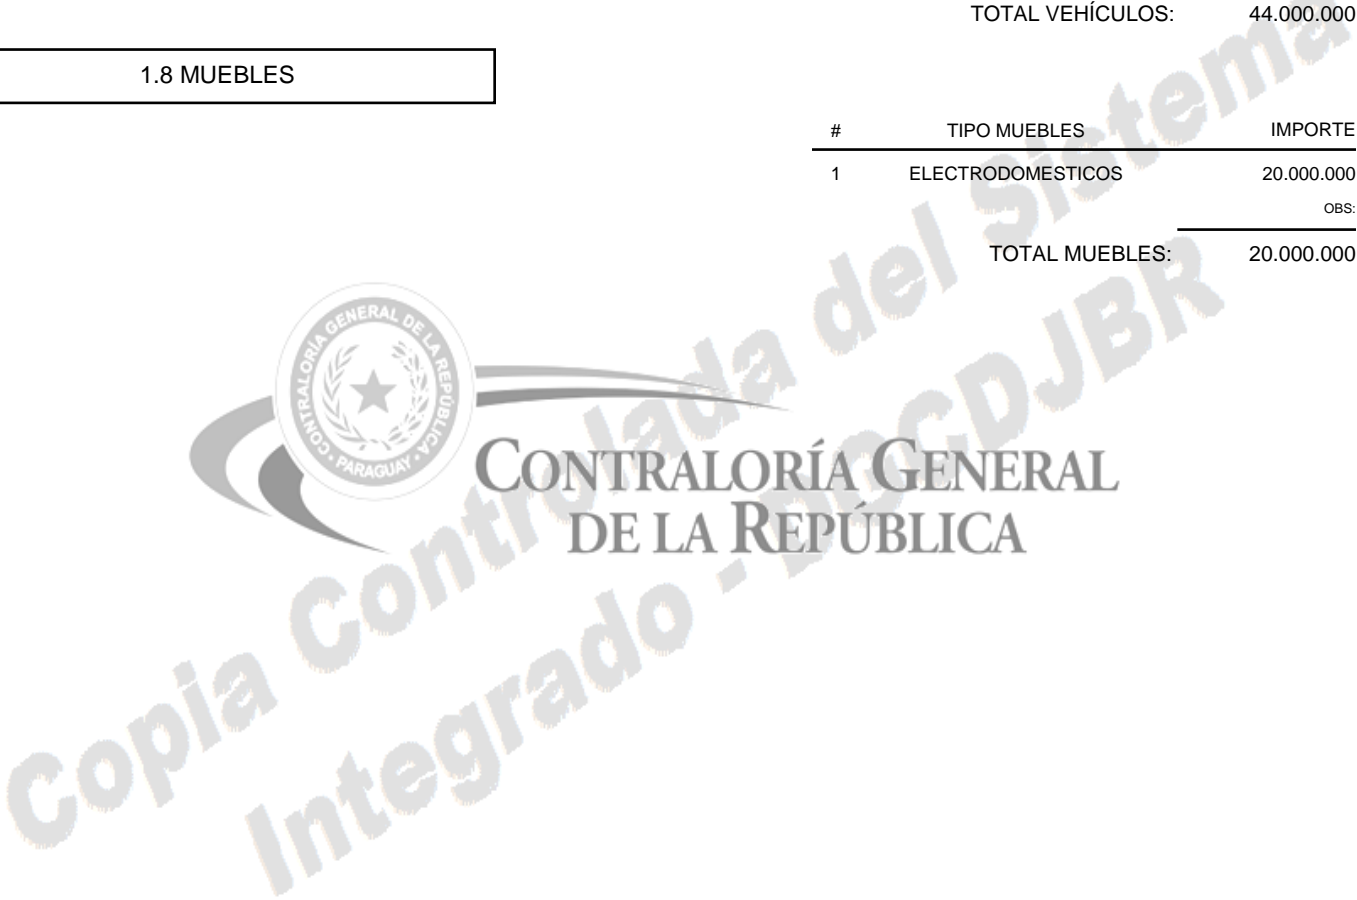 TOTAL VEHÍCULOS: 44.000.000
1.8 MUEBLES
# TIPO MUEBLES IMPORTE
1 ELECTRODOMESTICOS 20.000.000
OBS:
TOTAL MUEBLES: 20.000.000
CONTRALORÍA GENERAL DE LA REPÚBLICA
• PARAGUAY •
CONTRALORÍA GENERAL
DE LA REPÚBLICA
Copia Controlada del Sistema
Integrado - DGCDJBR